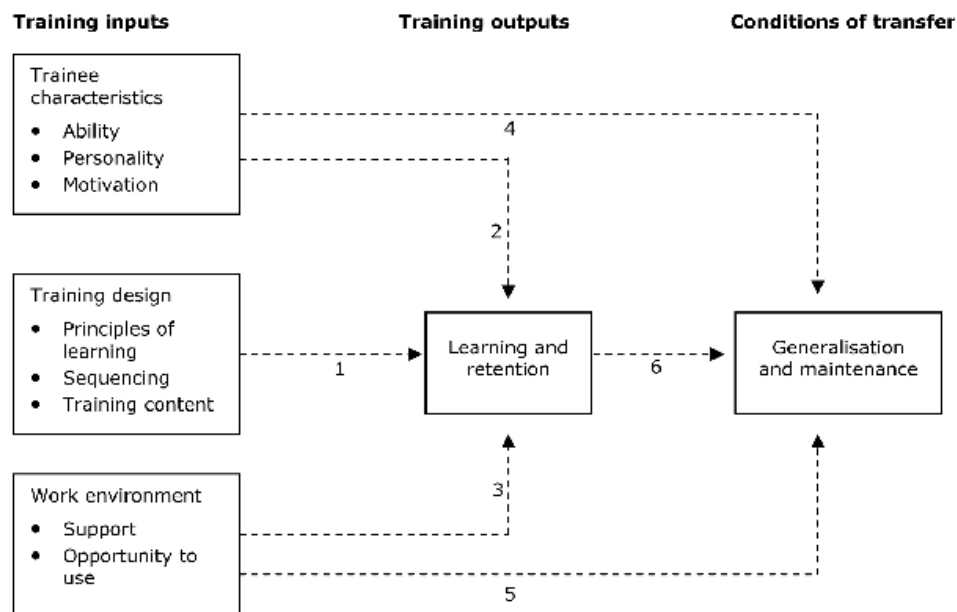 Training inputs
Training outputs
Conditions of transfer
Trainee
characteristics
• Ability
• Personality
• Motivation
4
2
Training design
• Principles of
learning
• Sequencing
• Training content
1
Learning and
retention
6
Generalisation
and maintenance
Work environment
• Support
• Opportunity to
use
3
5